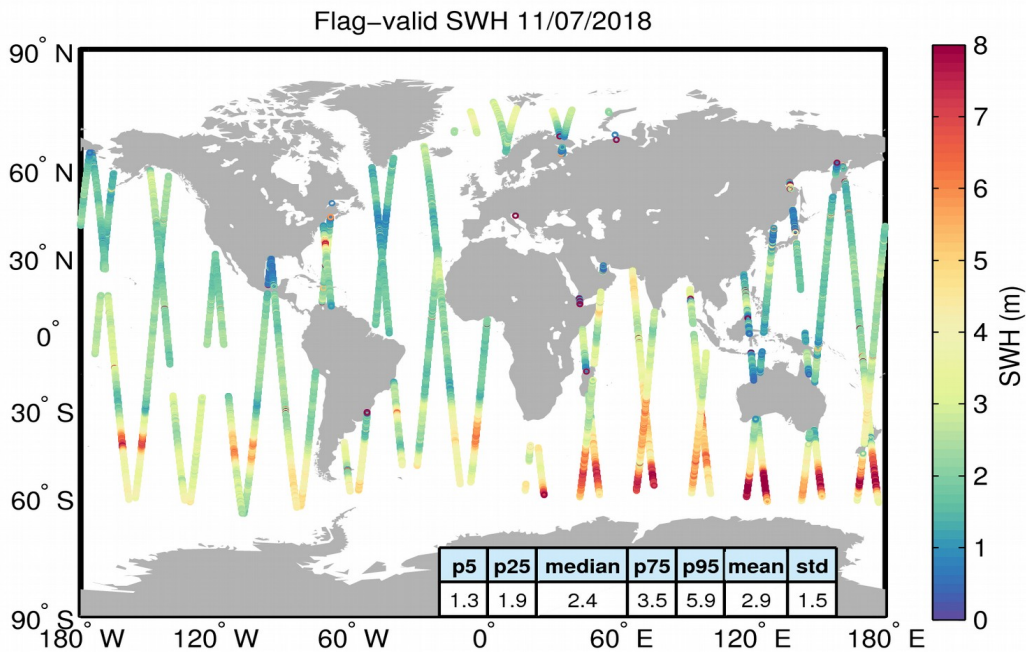 Flag−valid SWH 11/07/2018
90° N
60° N
30° N
0°
30° S
60° S
90° S
180° W
120° W
60° W
0°
60° E
120° E
180° E
p5 p25 median p75 p95 mean std
1.3 1.9 2.4 3.5 5.9 2.9 1.5
8
7
6
5
4
3
2
1
0
SWH (m)